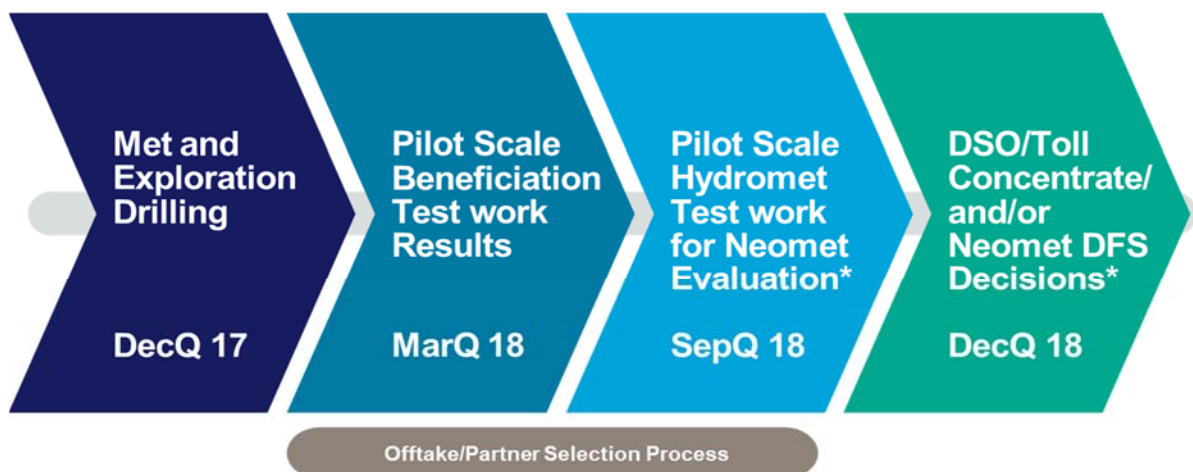 Met and
Exploration
Drilling
DecQ 17
Pilot Scale
Beneficiation
Test work
Results
MarQ 18
Pilot Scale
Hydromet
Test work
for Neomet
Evaluation*
SepQ 18
DSO/Toll
Concentrate/
and/or
Neomet DFS
Decisions*
DecQ 18
Offtake/Partner Selection Process